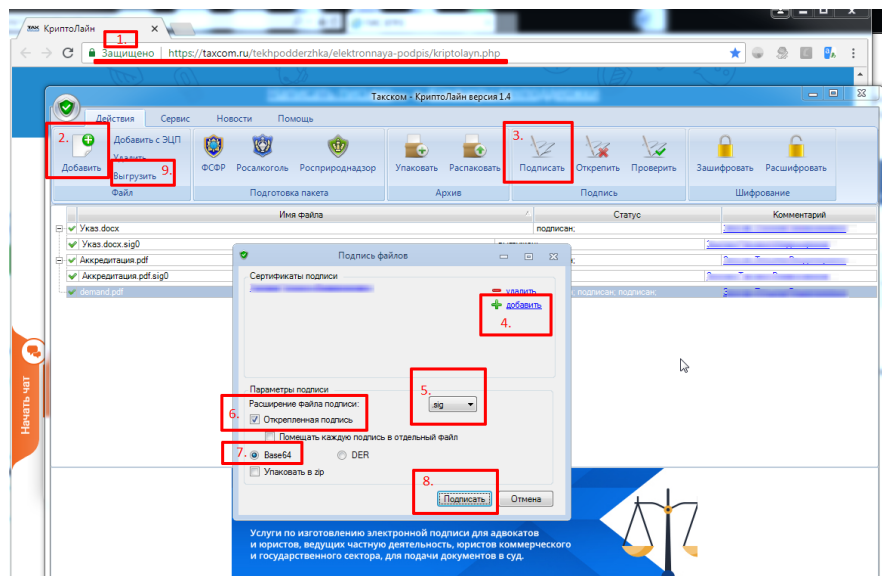 ТАКС КриптоЛайн
1.
Защищено | https://taxcom.ru/tekhpodderzhka/elektronnaya-podpis/kriptolayn.php
Такском - КриптоЛайн версия 1.4
Действия Сервис Новости Помощь
2.
Добавить
Добавить с ЭЦП
Удалить
Выгрузить
9.
Файл
ФСФР Росалкоголь Росприроднадзор
Подготовка пакета
Упаковать Распаковать
Архив
3.
Подписать Открепить Проверить
Подпись
Зашифровать Расшифровать
Шифрование
Имя файла Статус Комментарий
Указ.docx подписан;
Указ.docx.sig0
Аккредитация.pdf
Аккредитация.pdf.sig0
demand.pdf подписан; подписан;
Подпись файлов
Сертификаты подписи
удалить
добавить
4.
Параметры подписи
Расширение файла подписи: .sig
5.
6.
Открепленная подпись
Помещать каждую подпись в отдельный файл
7.
Base64 DER
Упаковать в zip
8.
Подписать Отмена
Начать чат
Услуги по изготовлению электронной подписи для адвокатов
и юристов, ведущих частную деятельность, юристов коммерческого
и государственного сектора, для подачи документов в суд.